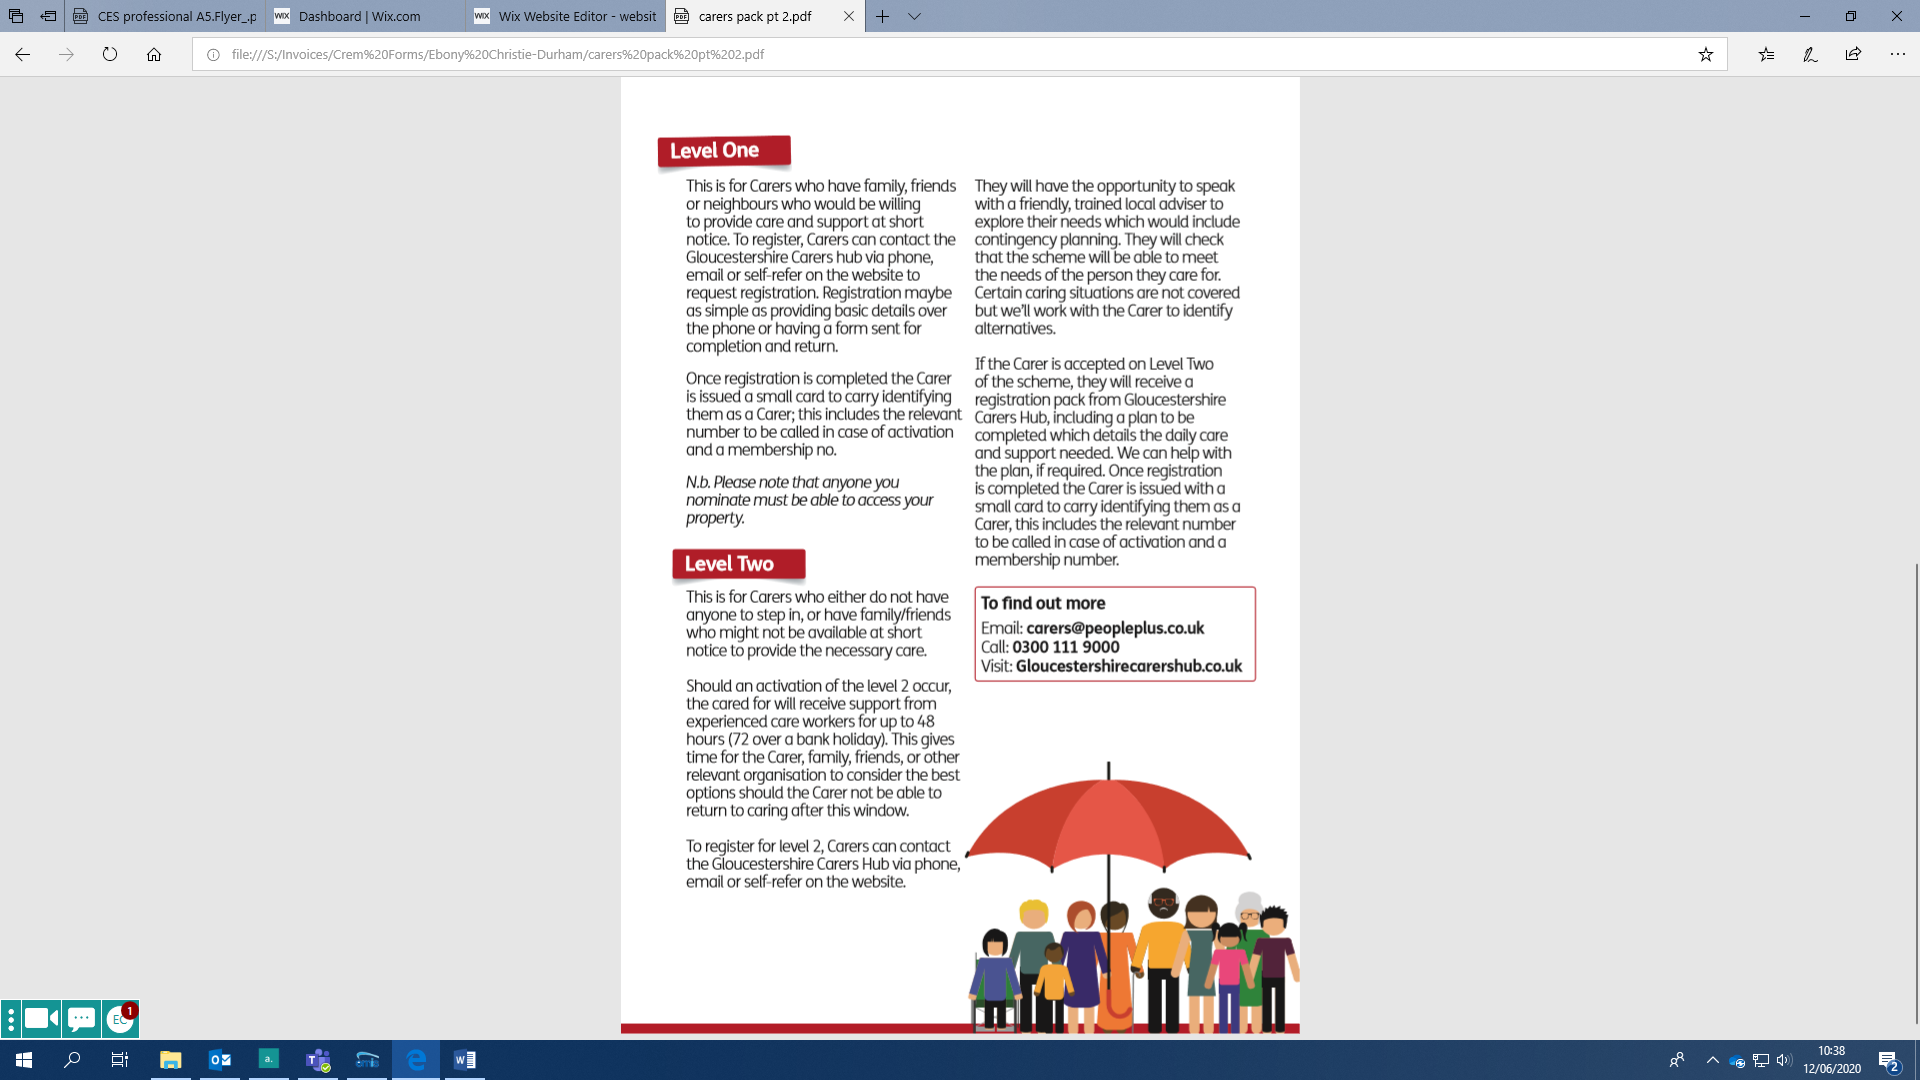 CES professional A5.Flyer_.p
Dashboard | Wix.com
Wix Website Editor - websit
carers pack pt 2.pdf
file:///S:/Invoices/Crem%20Forms/Ebony%20Christie-Durham/carers%20pack%20pt%202.pdf
Level One
This is for Carers who have family, friends
or neighbours who would be willing
to provide care and support at short
notice. To register, Carers can contact the
Gloucestershire Carers hub via phone,
email or self-refer on the website to
request registration. Registration maybe
as simple as providing basic details over
the phone or having a form sent for
completion and return.
Once registration is completed the Carer
is issued a small card to carry identifying
them as a Carer; this includes the relevant
number to be called in case of activation
and a membership no.
N.b. Please note that anyone you
nominate must be able to access your
property.
Level Two
This is for Carers who either do not have
anyone to step in, or have family/friends
who might not be available at short
notice to provide the necessary care.
Should an activation of the level 2 occur,
the cared for will receive support from
experienced care workers for up to 48
hours (72 over a bank holiday). This gives
time for the Carer, family, friends, or other
relevant organisation to consider the best
options should the Carer not be able to
return to caring after this window.
To register for level 2, Carers can contact
the Gloucestershire Carers Hub via phone,
email or self-refer on the website.
They will have the opportunity to speak
with a friendly, trained local adviser to
explore their needs which would include
contingency planning. They will check
that the scheme will be able to meet
the needs of the person they care for.
Certain caring situations are not covered
but we'll work with the Carer to identify
alternatives.
If the Carer is accepted on Level Two
of the scheme, they will receive a
registration pack from Gloucestershire
Carers Hub, including a plan to be
completed which details the daily care
and support needed. We can help with
the plan, if required. Once registration
is completed the Carer is issued with a
small card to carry identifying them as a
Carer, this includes the relevant number
to be called in case of activation and a
membership number.
To find out more
Email: carers@peopleplus.co.uk
Call: 0300 111 9000
Visit: Gloucestershirecarershub.co.uk
EC
1
10:38
12/06/2020
2